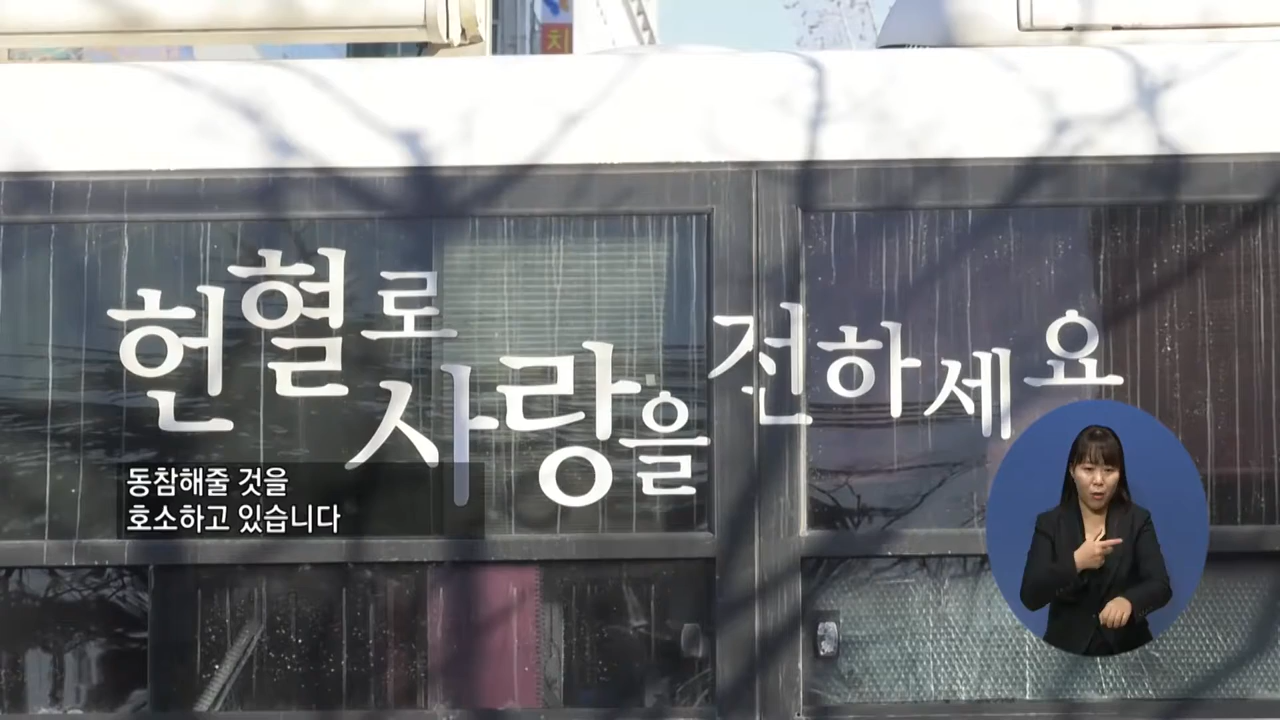 치
헌혈로
사랑을 전하세요
동참해줄 것을
호소하고 있습니다